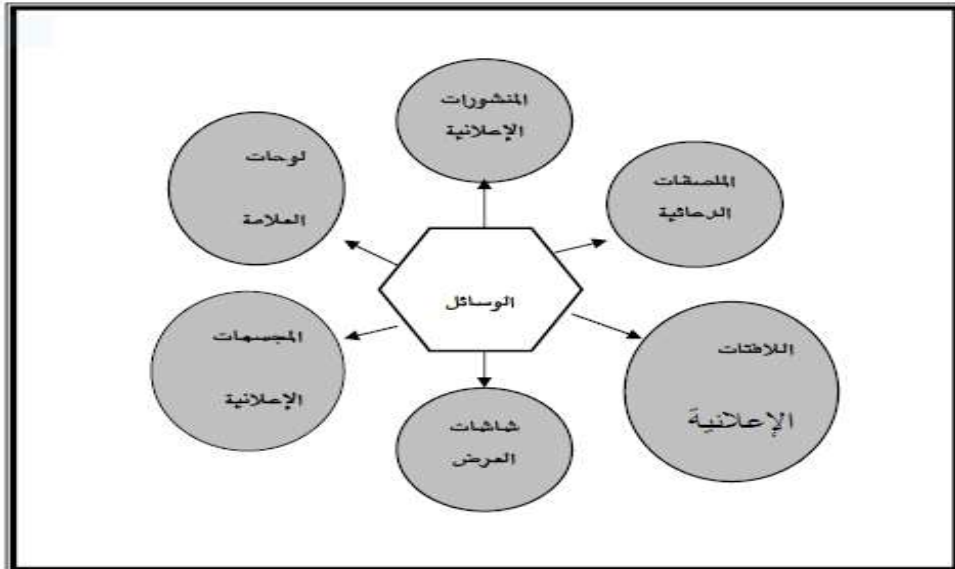 المنشورات
الإعلانية
الملصقات
الدعائية
لوحات
العلامة
الوسائل
المجسمات
الإعلانية
اللافتات
الإعلانية
شاشات
العرض